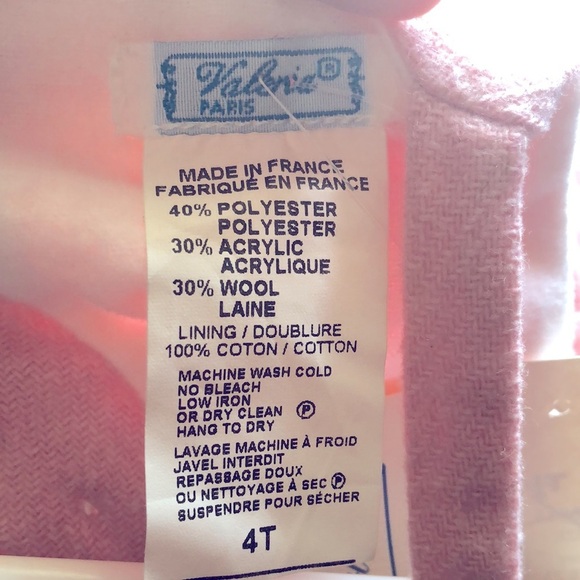 Valerie®
PARIS
MADE IN FRANCE
FABRIQUÉ EN FRANCE
40% POLYESTER
POLYESTER
30% ACRYLIC
ACRYLIQUE
30% WOOL
LAINE
LINING / DOUBLURE
100% COTON / COTTON
MACHINE WASH COLD
NO BLEACH
LOW IRON
OR DRY CLEAN Ⓟ
HANG TO DRY
LAVAGE MACHINE À FROID
JAVEL INTERDIT
REPASSAGE DOUX
OU NETTOYAGE À SEC Ⓟ
SUSPENDRE POUR SÉCHER
4T